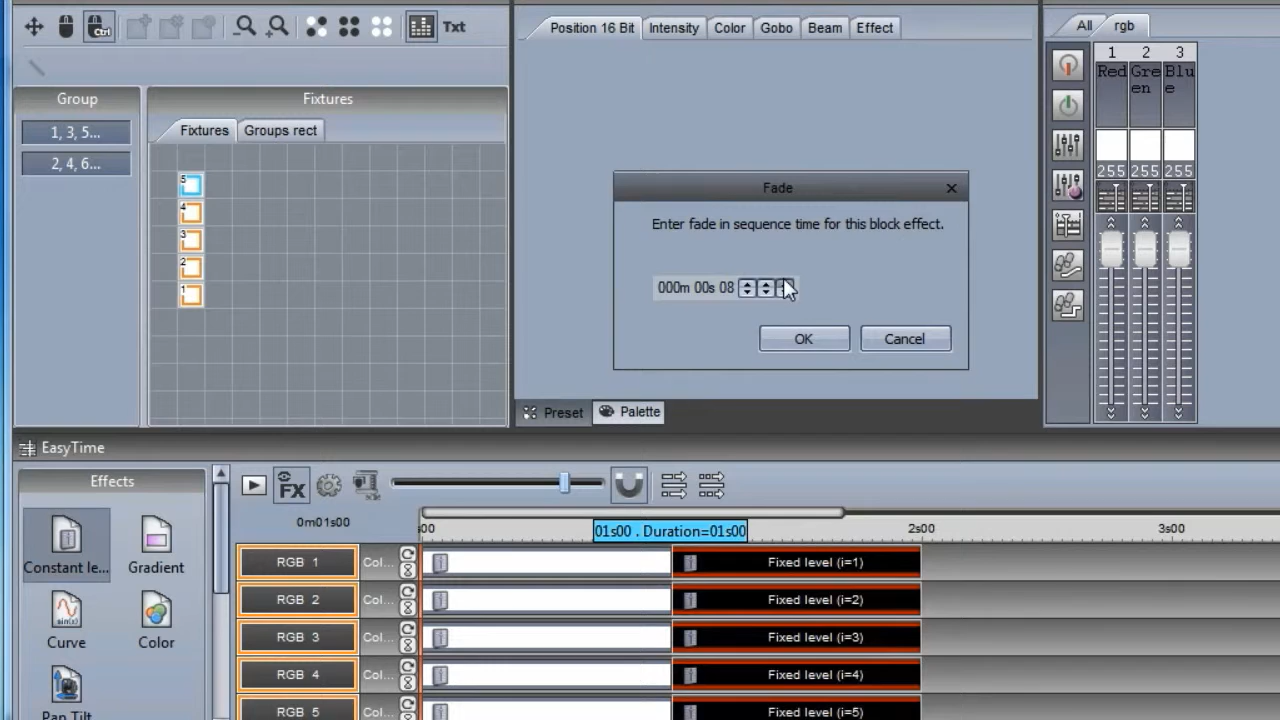 Ctrl
Txt
Group
1, 3, 5...
2, 4, 6...
Fixtures
Fixtures
Groups rect
5
4
3
2
1
Position 16 Bit
Intensity
Color
Gobo
Beam
Effect
Fade
Enter fade in sequence time for this block effect.
000m 00s 08
OK
Cancel
Preset
Palette
All
rgb
1 2 3
Red Gre Blu
en e
255 255 255
EasyTime
Effects
Constant le...
Gradient
Curve
Color
Pan Tilt
FX
0m01s00
01s00 . Duration=01s00
2s00
3s00
RGB 1 Col... Fixed level (i=1)
RGB 2 Col... Fixed level (i=2)
RGB 3 Col... Fixed level (i=3)
RGB 4 Col... Fixed level (i=4)
RGB 5 Col... Fixed level (i=5)